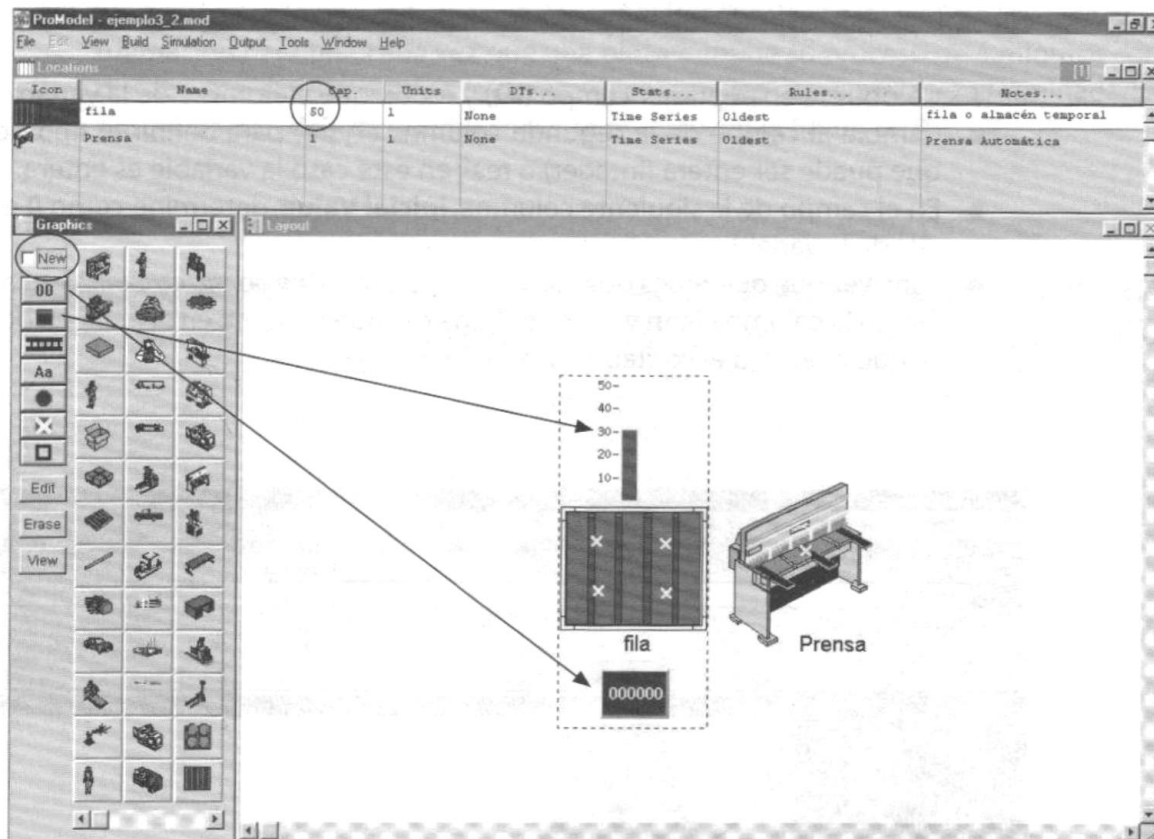 ProModel - ejemplo3_2.mod
File Edit View Build Simulation Output Tools Window Help
Locations
Icon Name Cap. Units DTs... Stats... Rules... Notes...
fila 50 1 None Time Series Oldest fila o almacén temporal
Prensa 1 1 None Time Series Oldest Prensa Automática
Graphics
Layout
New
00
Aa
Edit
Erase
View
50-
40-
30-
20-
10-
fila
Prensa
000000